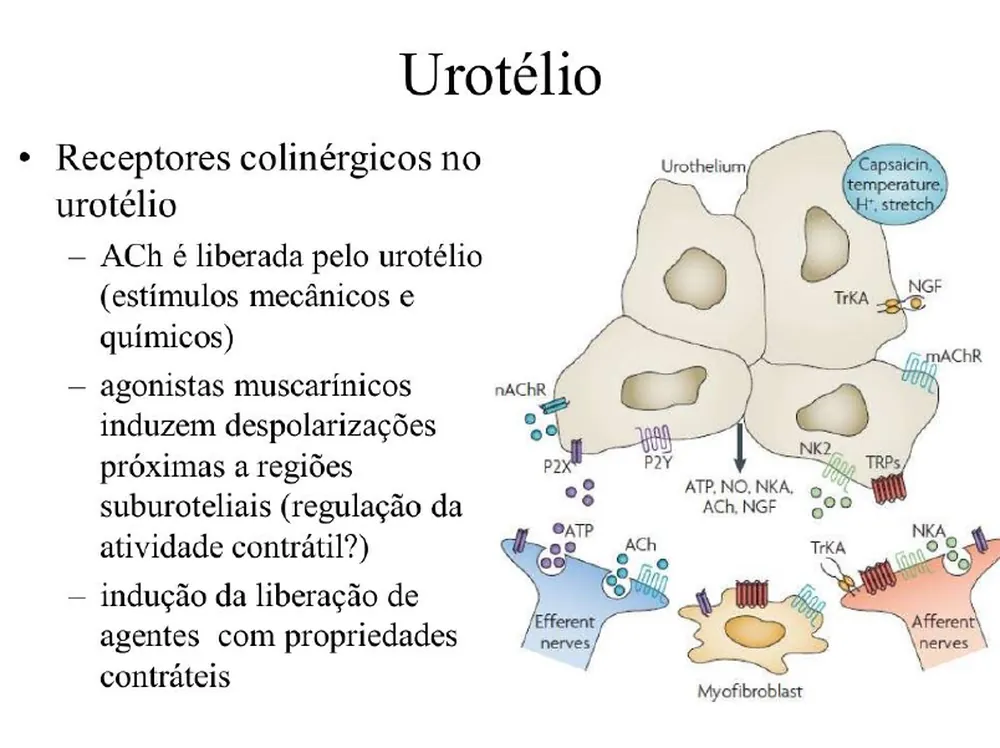 Urotélio
• Receptores colinérgicos no
urotélio
– ACh é liberada pelo urotélio
(estímulos mecânicos e
químicos)
– agonistas muscarínicos
induzem despolarizações
próximas a regiões
suburoteliais (regulação da
atividade contrátil?)
– indução da liberação de
agentes com propriedades
contráteis
Urothelium
Capsaicin,
temperature,
H⁺, stretch
TrKA
NGF
mAChR
nAChR
P2X
P2Y
NK2
TRPs
ATP, NO, NKA,
ACh, NGF
ATP
ACh
TrKA
NKA
Efferent
nerves
Afferent
nerves
Myofibroblast